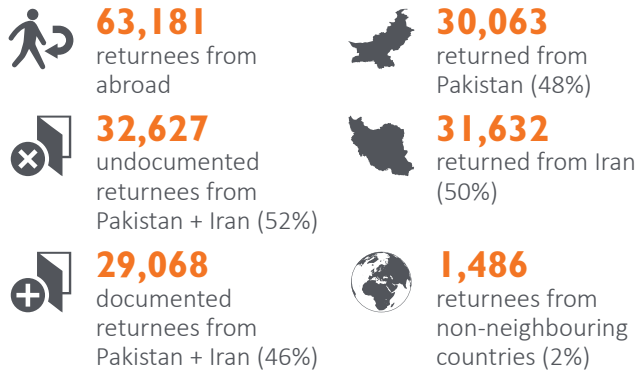 63,181
returnees from
abroad
30,063
returned from
Pakistan (48%)
32,627
undocumented
returnees from
Pakistan + Iran (52%)
31,632
returned from Iran
(50%)
29,068
documented
returnees from
Pakistan + Iran (46%)
1,486
returnees from
non-neighbouring
countries (2%)